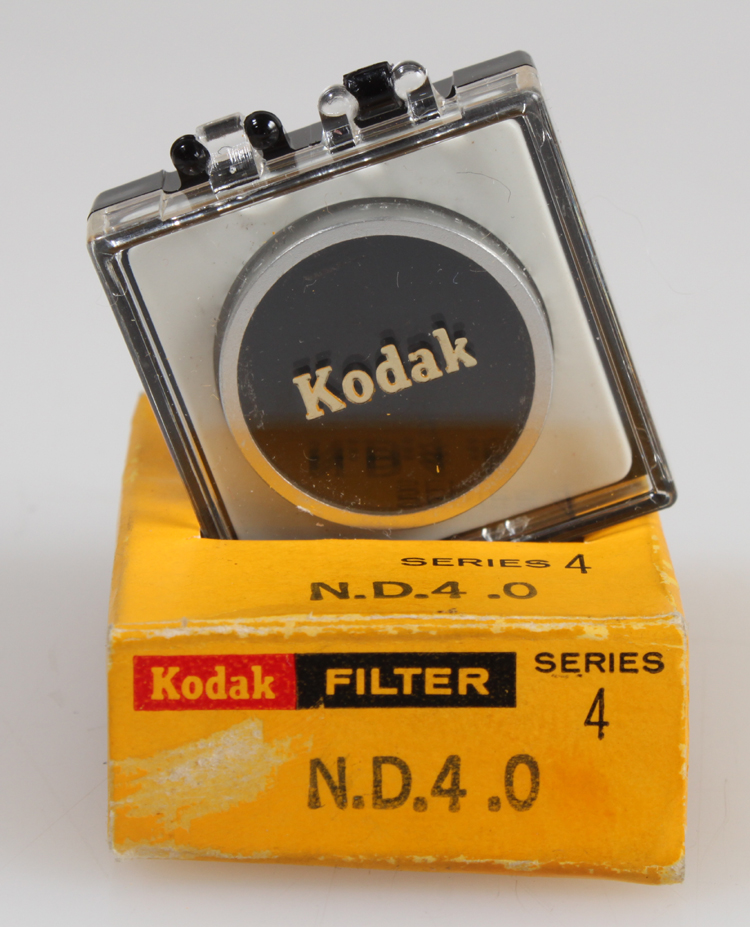 Kodak
SERIES 4
N.D.4.0
Kodak FILTER SERIES
4
N.D.4.0